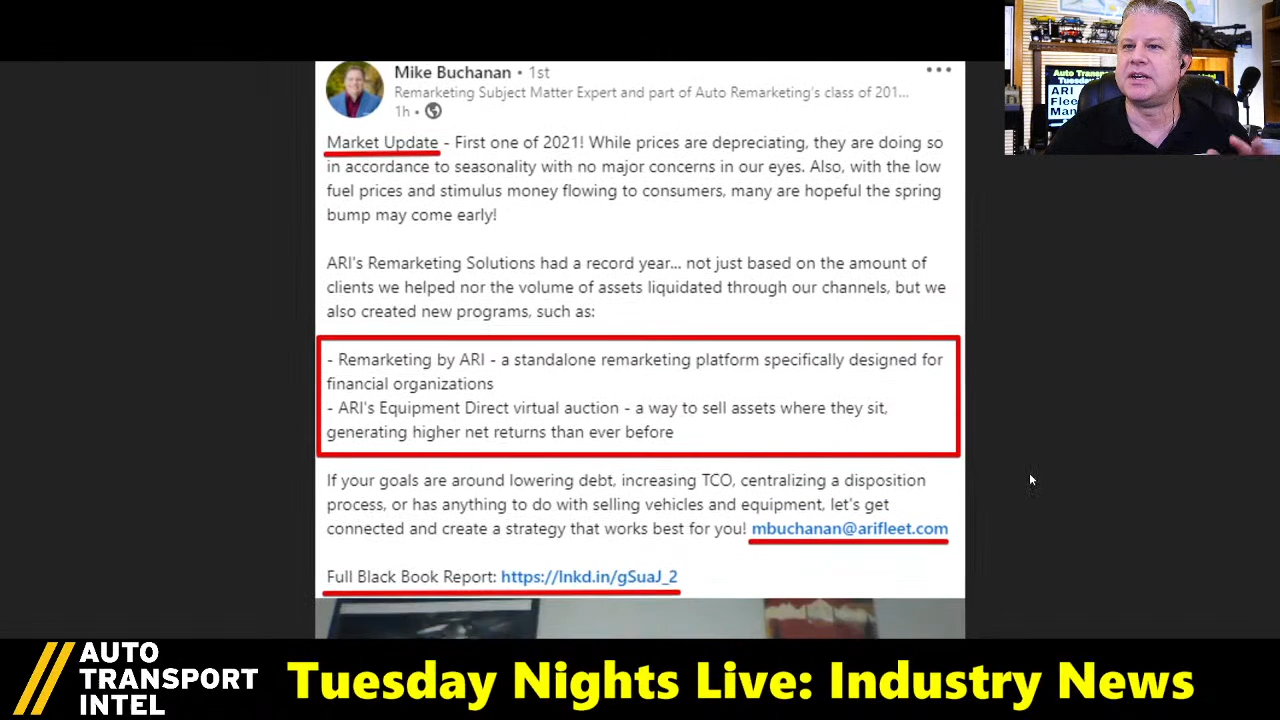 Mike Buchanan • 1st
Remarketing Subject Matter Expert and part of Auto Remarketing's class of 201...
1h •
Market Update - First one of 2021! While prices are depreciating, they are doing so
in accordance to seasonality with no major concerns in our eyes. Also, with the low
fuel prices and stimulus money flowing to consumers, many are hopeful the spring
bump may come early!
ARI's Remarketing Solutions had a record year... not just based on the amount of
clients we helped nor the volume of assets liquidated through our channels, but we
also created new programs, such as:
- Remarketing by ARI - a standalone remarketing platform specifically designed for
financial organizations
- ARI's Equipment Direct virtual auction - a way to sell assets where they sit,
generating higher net returns than ever before
If your goals are around lowering debt, increasing TCO, centralizing a disposition
process, or has anything to do with selling vehicles and equipment, let's get
connected and create a strategy that works best for you! mbuchanan@arifleet.com
Full Black Book Report: https://lnkd.in/gSuaJ_2
Auto
Tuesday
ARI
Flee
Man
AUTO
TRANSPORT
INTEL
Tuesday Nights Live: Industry News